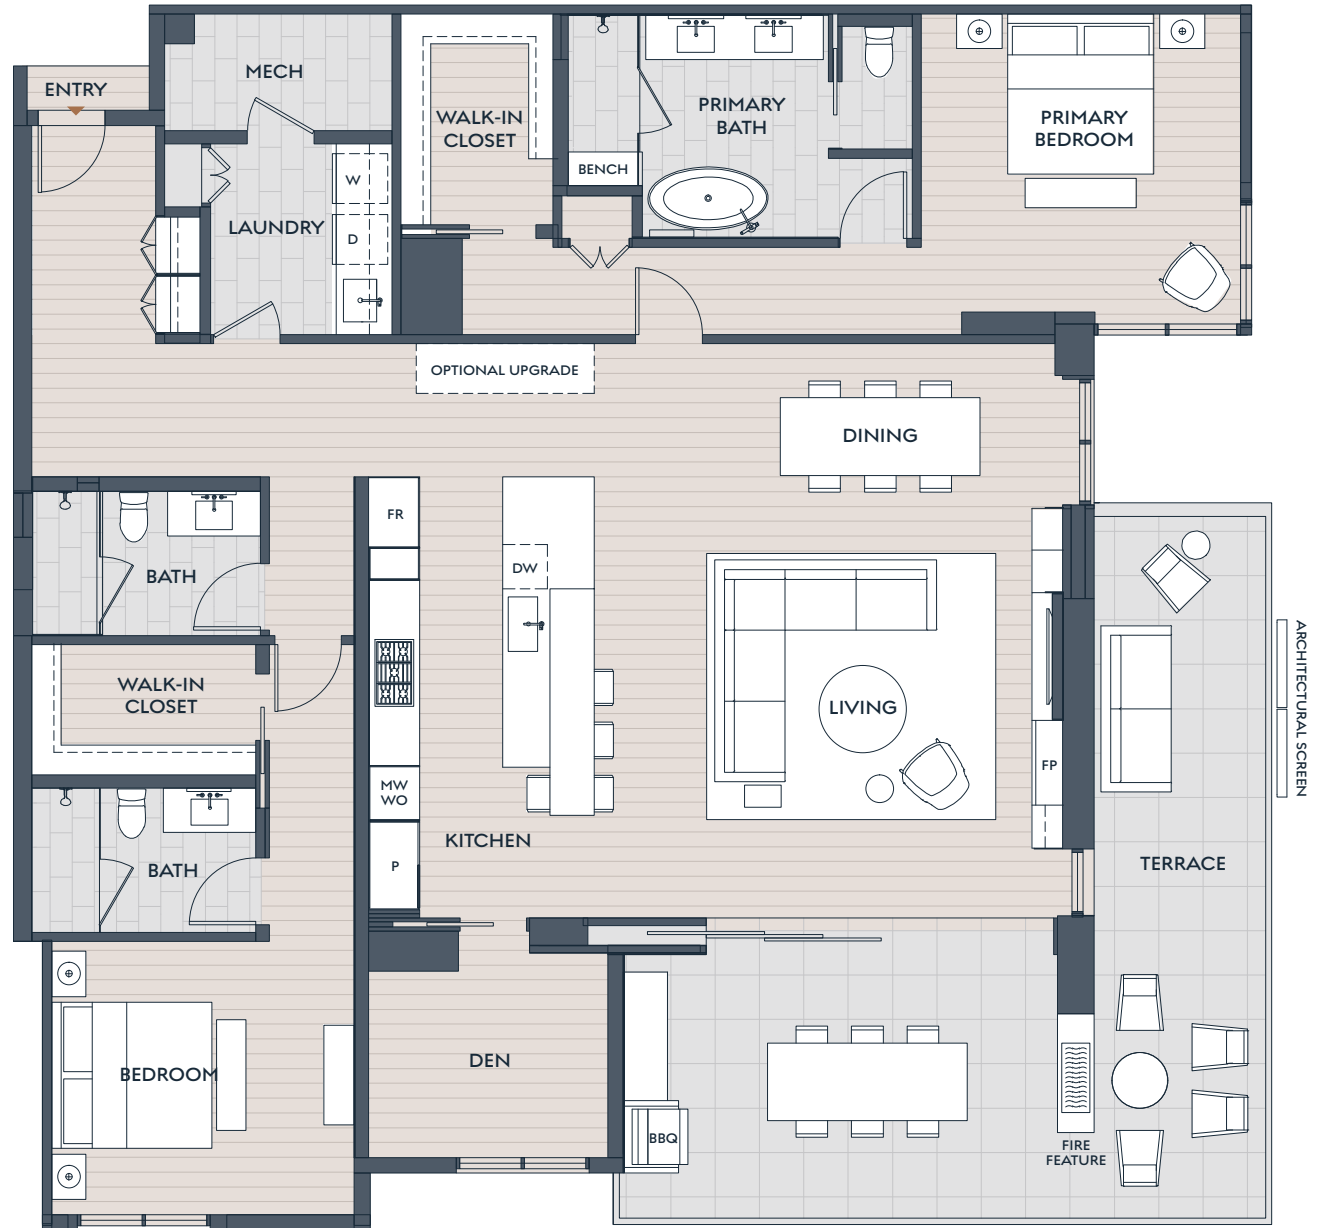 ENTRY
MECH
WALK-IN
CLOSET
PRIMARY
BATH
BENCH
PRIMARY
BEDROOM
W
LAUNDRY
D
OPTIONAL UPGRADE
DINING
FR
DW
BATH
WALK-IN
CLOSET
LIVING
ARCHITECTURAL SCREEN
FP
MW
WO
KITCHEN
P
BATH
TERRACE
BEDROOM
DEN
BBQ
FIRE
FEATURE